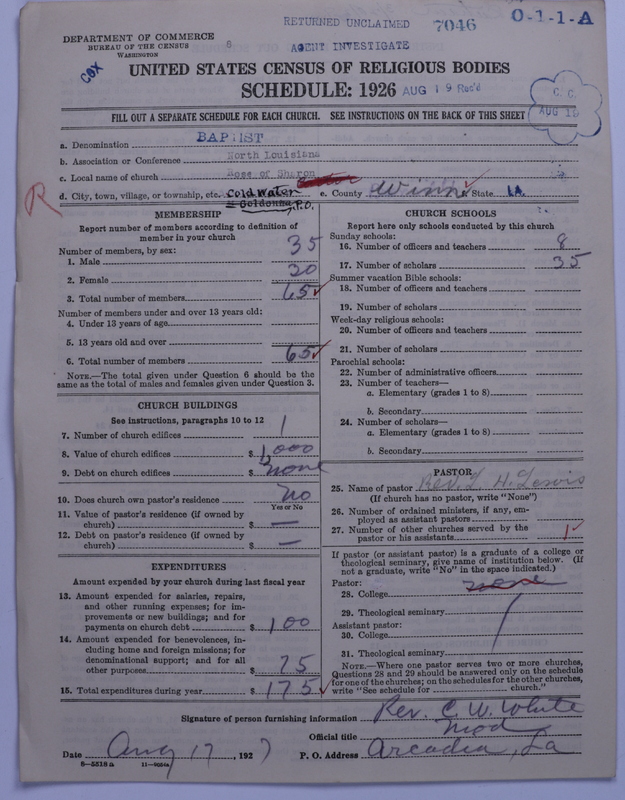 RETURNED UNCLAIMED 7046 O-1-1-A
DEPARTMENT OF COMMERCE
BUREAU OF THE CENSUS 8 AGENT INVESTIGATE
WASHINGTON
COX
UNITED STATES CENSUS OF RELIGIOUS BODIES
SCHEDULE: 1926 AUG 19 Rec'd
C. C.
AUG 19
FILL OUT A SEPARATE SCHEDULE FOR EACH CHURCH. SEE INSTRUCTIONS ON THE BACK OF THIS SHEET
a. Denomination BAPTIST
b. Association or Conference North Louisiana
c. Local name of church Rose of Sharon
R
d. City, town, village, or township, etc. Coldwater e. County Winn State LA.
Goldonna P.O.
MEMBERSHIP
Report number of members according to definition of
member in your church
Number of members, by sex:
1. Male 35
2. Female 30
3. Total number of members 65
Number of members under and over 13 years old:
4. Under 13 years of age
5. 13 years old and over
6. Total number of members 65
NOTE.—The total given under Question 6 should be
the same as the total of males and females given under Question 3.
CHURCH BUILDINGS
See instructions, paragraphs 10 to 12
7. Number of church edifices 1
8. Value of church edifices $ 1,000
9. Debt on church edifices $ None
10. Does church own pastor's residence No
Yes or No
11. Value of pastor's residence (if owned by
church) $ —
12. Debt on pastor's residence (if owned by
church) $ —
EXPENDITURES
Amount expended by your church during last fiscal year
13. Amount expended for salaries, repairs,
and other running expenses; for im-
provements or new buildings; and for
payments on church debt $ 100
14. Amount expended for benevolences, in-
cluding home and foreign missions; for
denominational support; and for all
other purposes $ 75
15. Total expenditures during year $ 175
CHURCH SCHOOLS
Report here only schools conducted by this church
Sunday schools:
16. Number of officers and teachers 8
17. Number of scholars 35
Summer vacation Bible schools:
18. Number of officers and teachers
19. Number of scholars
Week-day religious schools:
20. Number of officers and teachers
21. Number of scholars
Parochial schools:
22. Number of administrative officers
23. Number of teachers—
a. Elementary (grades 1 to 8)
b. Secondary
24. Number of scholars—
a. Elementary (grades 1 to 8)
b. Secondary
PASTOR
25. Name of pastor Rev. L. H. Lewis
(If church has no pastor, write "None")
26. Number of ordained ministers, if any, em-
ployed as assistant pastors
27. Number of other churches served by the
pastor or his assistants 1
If pastor (or assistant pastor) is a graduate of a college or
theological seminary, give name of institution below. (If
not a graduate, write "No" in the space indicated.)
Pastor: none
28. College
29. Theological seminary
Assistant pastor:
30. College
31. Theological seminary
NOTE.—Where one pastor serves two or more churches,
Questions 28 and 29 should be answered only on the schedule
for one of the churches; on the schedules for the other churches,
write "See schedule for church."
Signature of person furnishing information Rev. C. W. White
Official title Mod
Date Aug 17, 1927 P. O. Address Arcadia, La
8—5518a